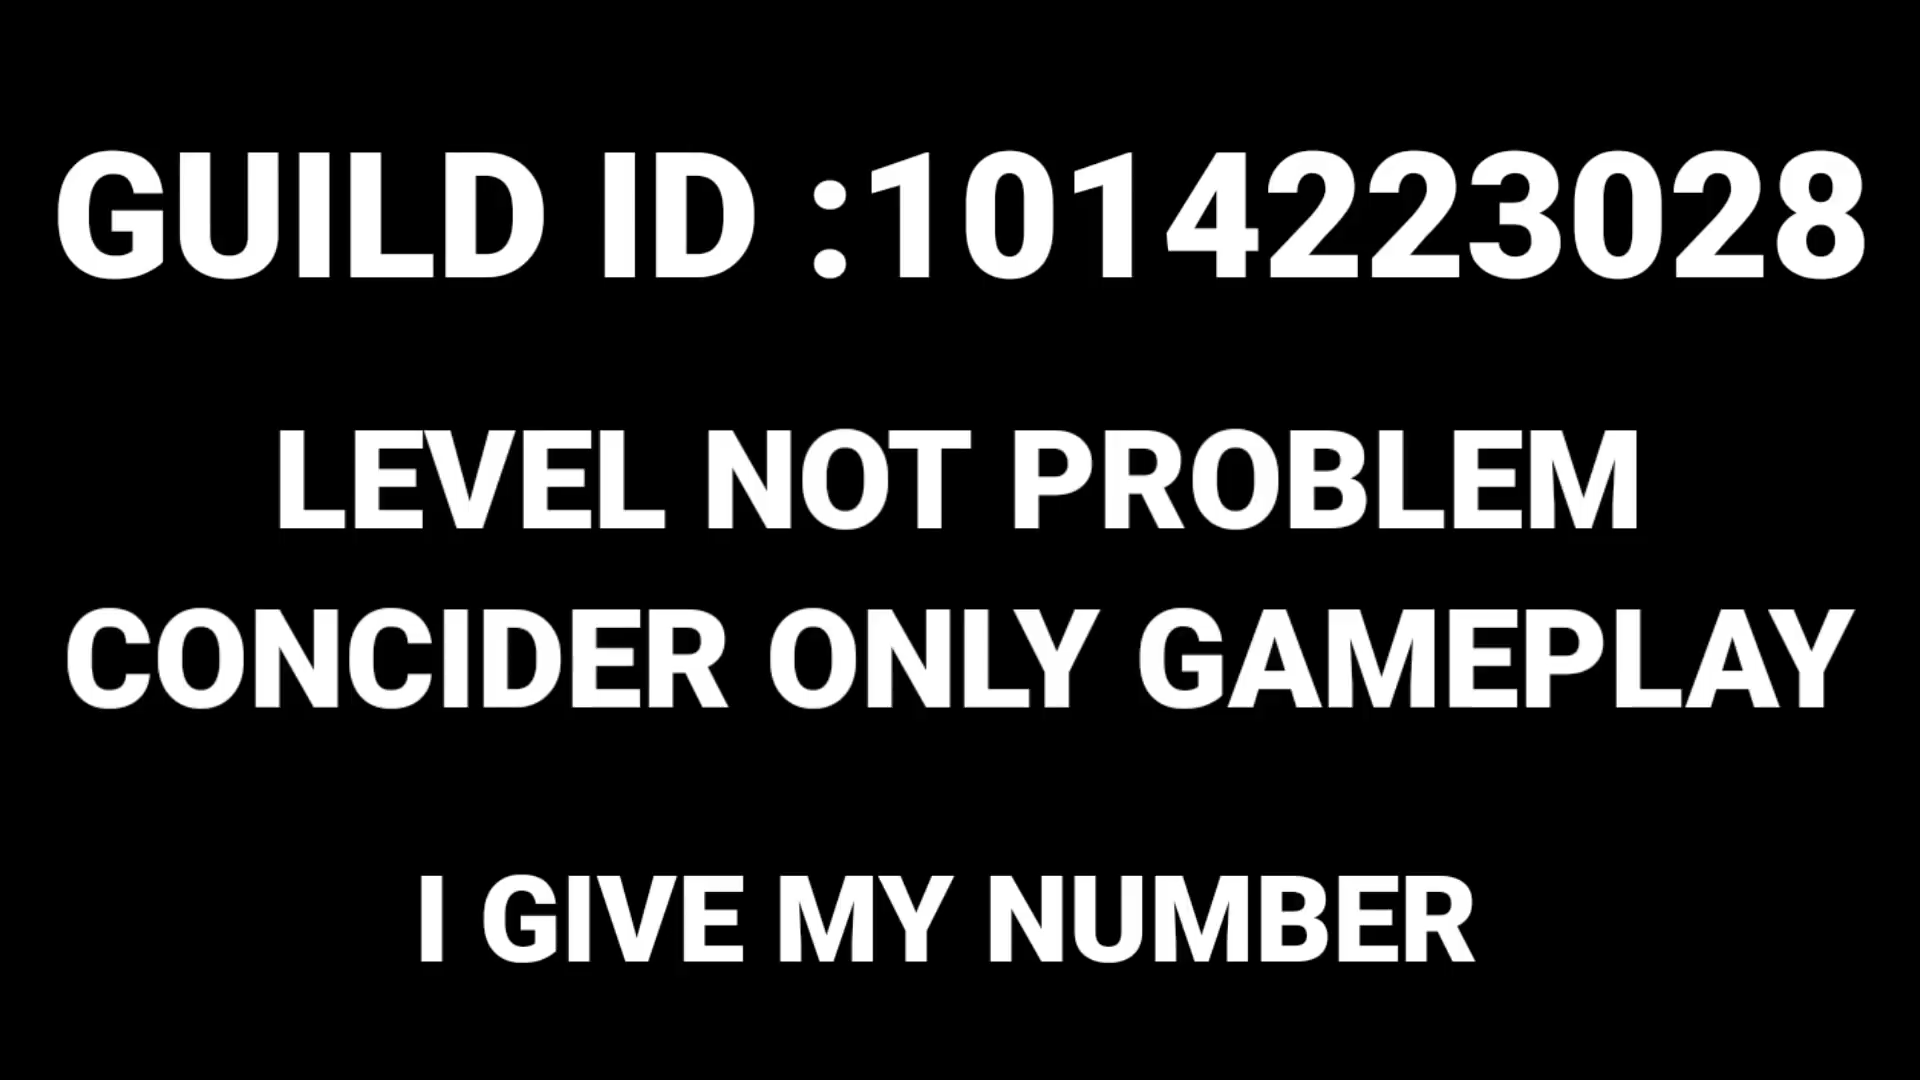 GUILD ID :1014223028
LEVEL NOT PROBLEM
CONCIDER ONLY GAMEPLAY
I GIVE MY NUMBER